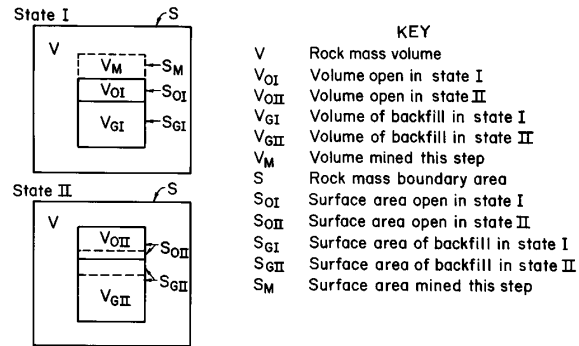 State I
S
V
V_M
S_M
V_OI
S_OI
V_GI
S_GI
State II
S
V
V_OII
S_OII
V_GII
S_GII
KEY
V Rock mass volume
V_OI Volume open in state I
V_OII Volume open in state II
V_GI Volume of backfill in state I
V_GII Volume of backfill in state II
V_M Volume mined this step
S Rock mass boundary area
S_OI Surface area open in state I
S_OII Surface area open in state II
S_GI Surface area of backfill in state I
S_GII Surface area of backfill in state II
S_M Surface area mined this step